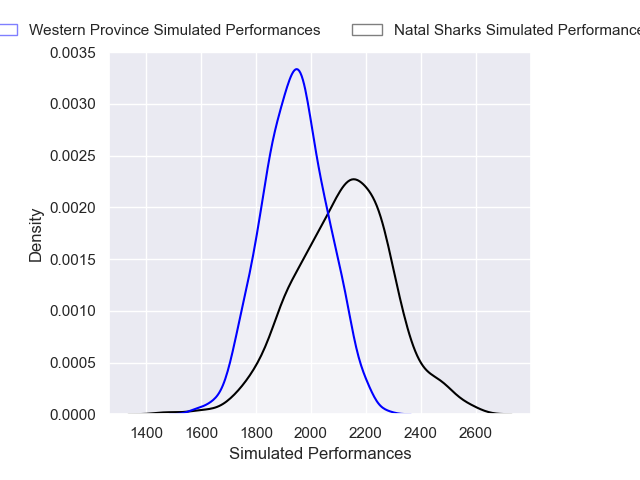 Western Province Simulated Performances
Natal Sharks Simulated Performance
0.0035
0.0030
0.0025
0.0020
0.0015
0.0010
0.0005
0.0000
Density
1400 1600 1800 2000 2200 2400 2600
Simulated Performances